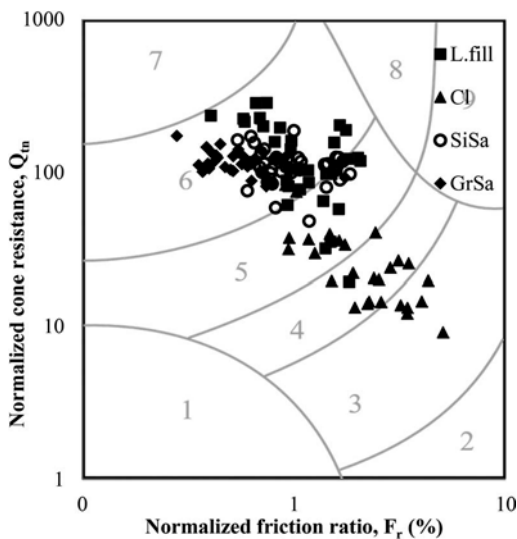 1000
7
8
L.fill
Cl
9
SiSa
GrSa
100
6
5
10
4
1
3
2
1
0
1
10
Normalized cone resistance, Qtn
Normalized friction ratio, Fr (%)